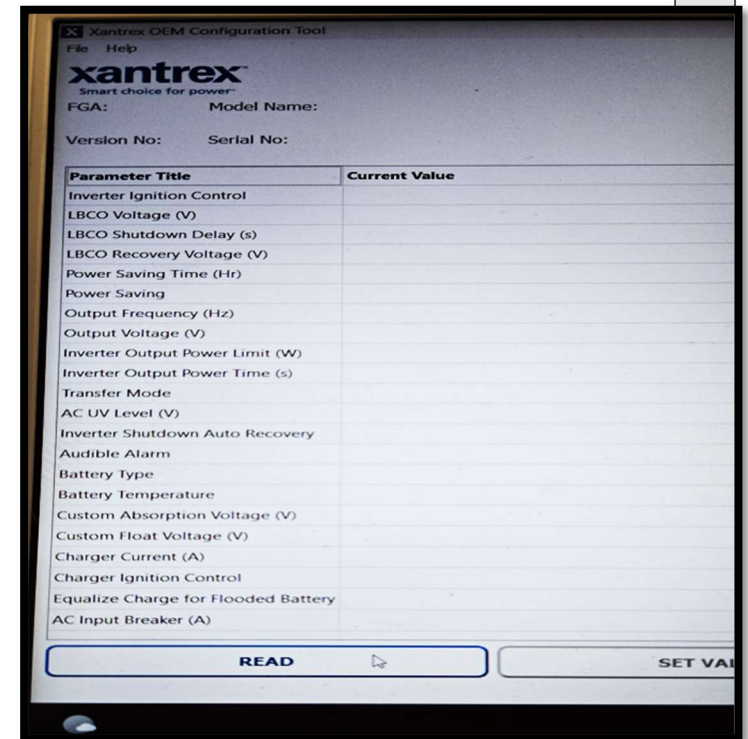 Xantrex OEM Configuration Tool
File Help
xantrex
Smart choice for power
FGA: Model Name:
Version No: Serial No:
Parameter Title Current Value
Inverter Ignition Control
LBCO Voltage (V)
LBCO Shutdown Delay (s)
LBCO Recovery Voltage (V)
Power Saving Time (Hr)
Power Saving
Output Frequency (Hz)
Output Voltage (V)
Inverter Output Power Limit (W)
Inverter Output Power Time (s)
Transfer Mode
AC UV Level (V)
Inverter Shutdown Auto Recovery
Audible Alarm
Battery Type
Battery Temperature
Custom Absorption Voltage (V)
Custom Float Voltage (V)
Charger Current (A)
Charger Ignition Control
Equalize Charge for Flooded Battery
AC Input Breaker (A)
READ SET VAL